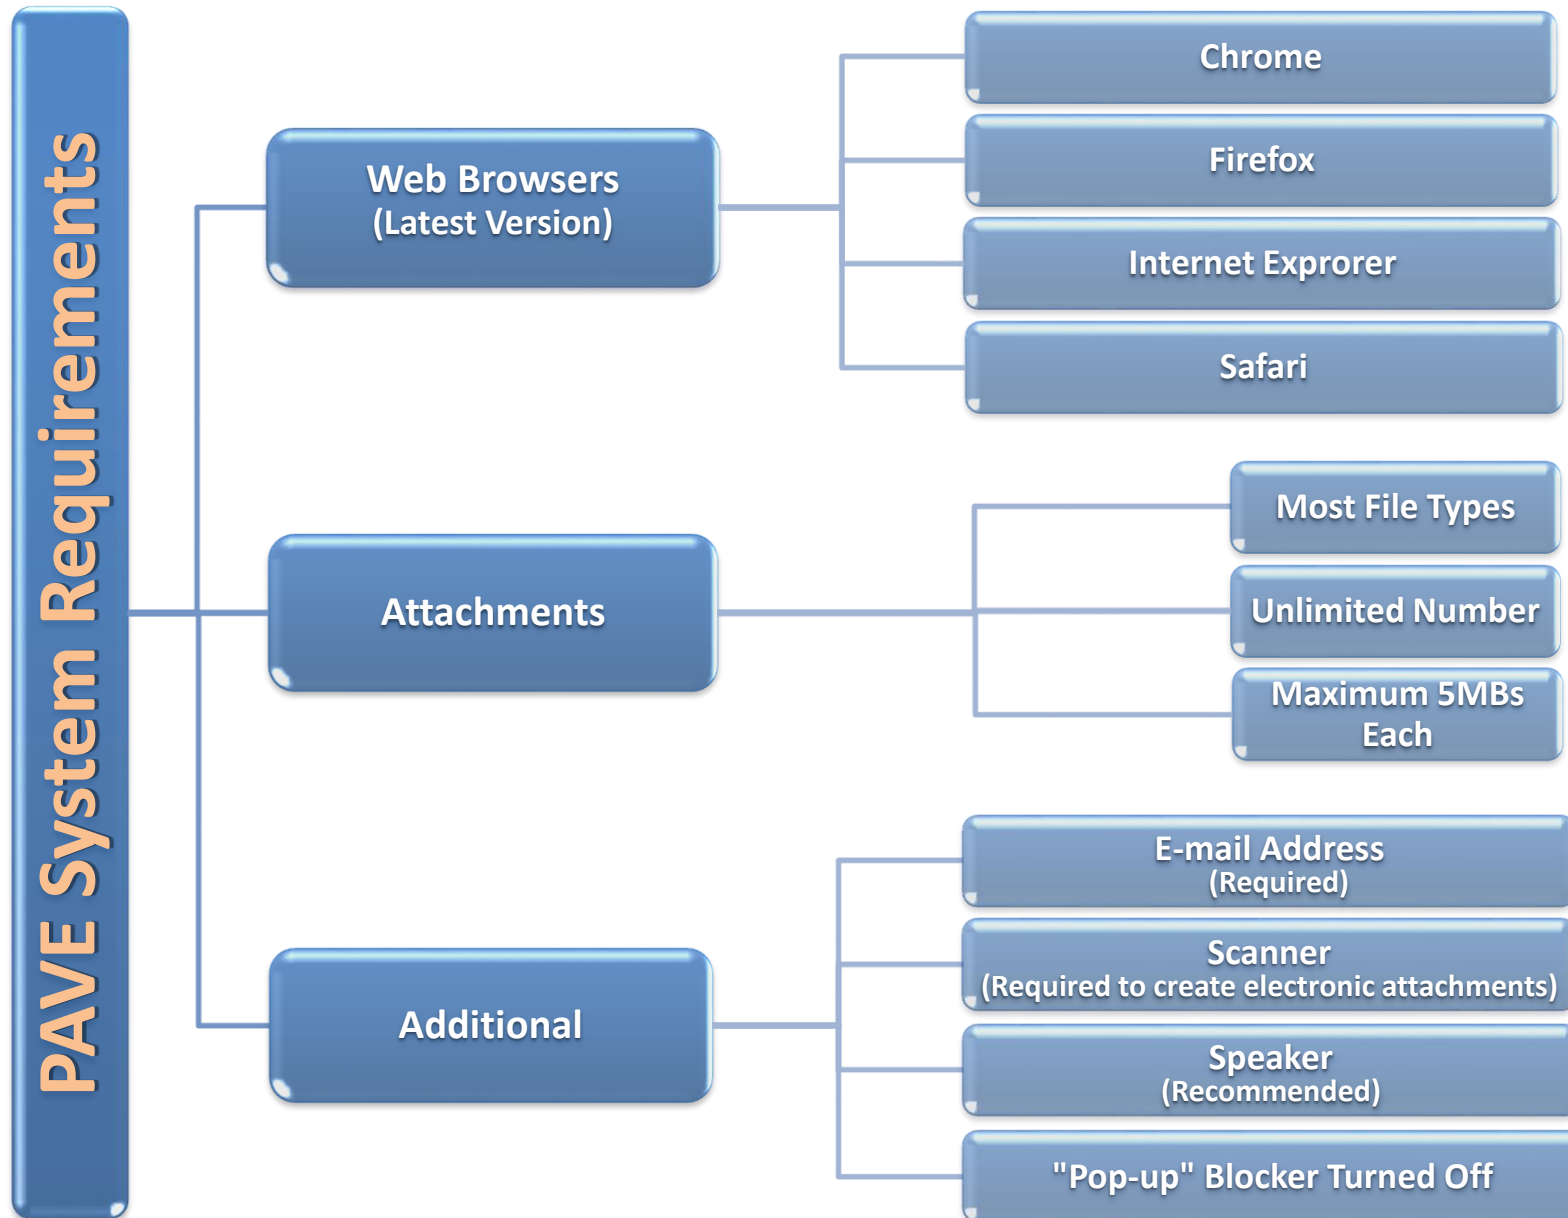 PAVE System Requirements
Web Browsers
(Latest Version)
Chrome
Firefox
Internet Exprorer
Safari
Attachments
Most File Types
Unlimited Number
Maximum 5MBs
Each
Additional
E-mail Address
(Required)
Scanner
(Required to create electronic attachments)
Speaker
(Recommended)
"Pop-up" Blocker Turned Off